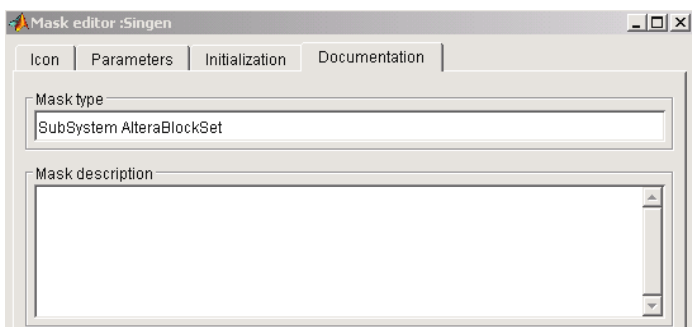 Mask editor :Singen
Icon Parameters Initialization Documentation
Mask type
SubSystem AlteraBlockSet
Mask description